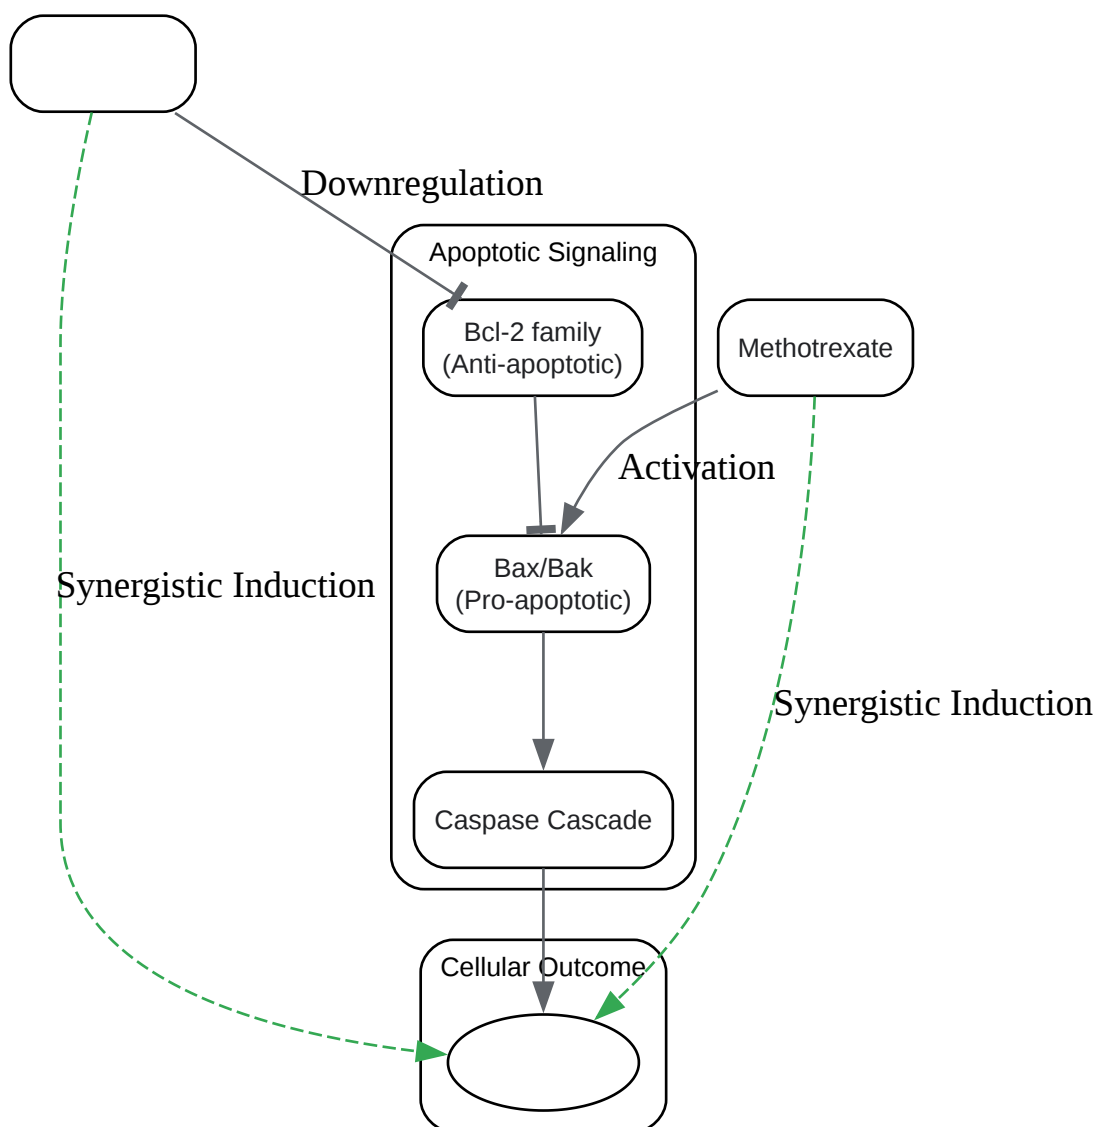 Downregulation
Apoptotic Signaling
Bcl-2 family
(Anti-apoptotic)
Methotrexate
Activation
Bax/Bak
(Pro-apoptotic)
Synergistic Induction
Synergistic Induction
Caspase Cascade
Cellular Outcome